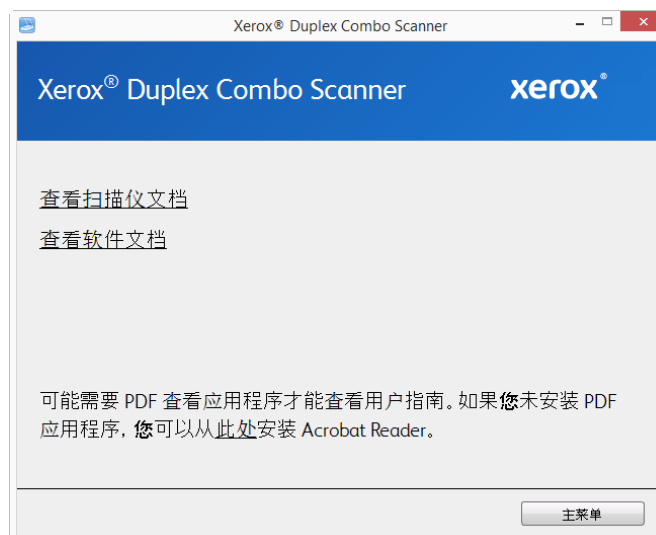 Xerox® Duplex Combo Scanner
Xerox® Duplex Combo Scanner
xerox®
查看扫描仪文档
查看软件文档
可能需要 PDF 查看应用程序才能查看用户指南。如果您未安装 PDF
应用程序，您可以从此处安装 Acrobat Reader。
主菜单